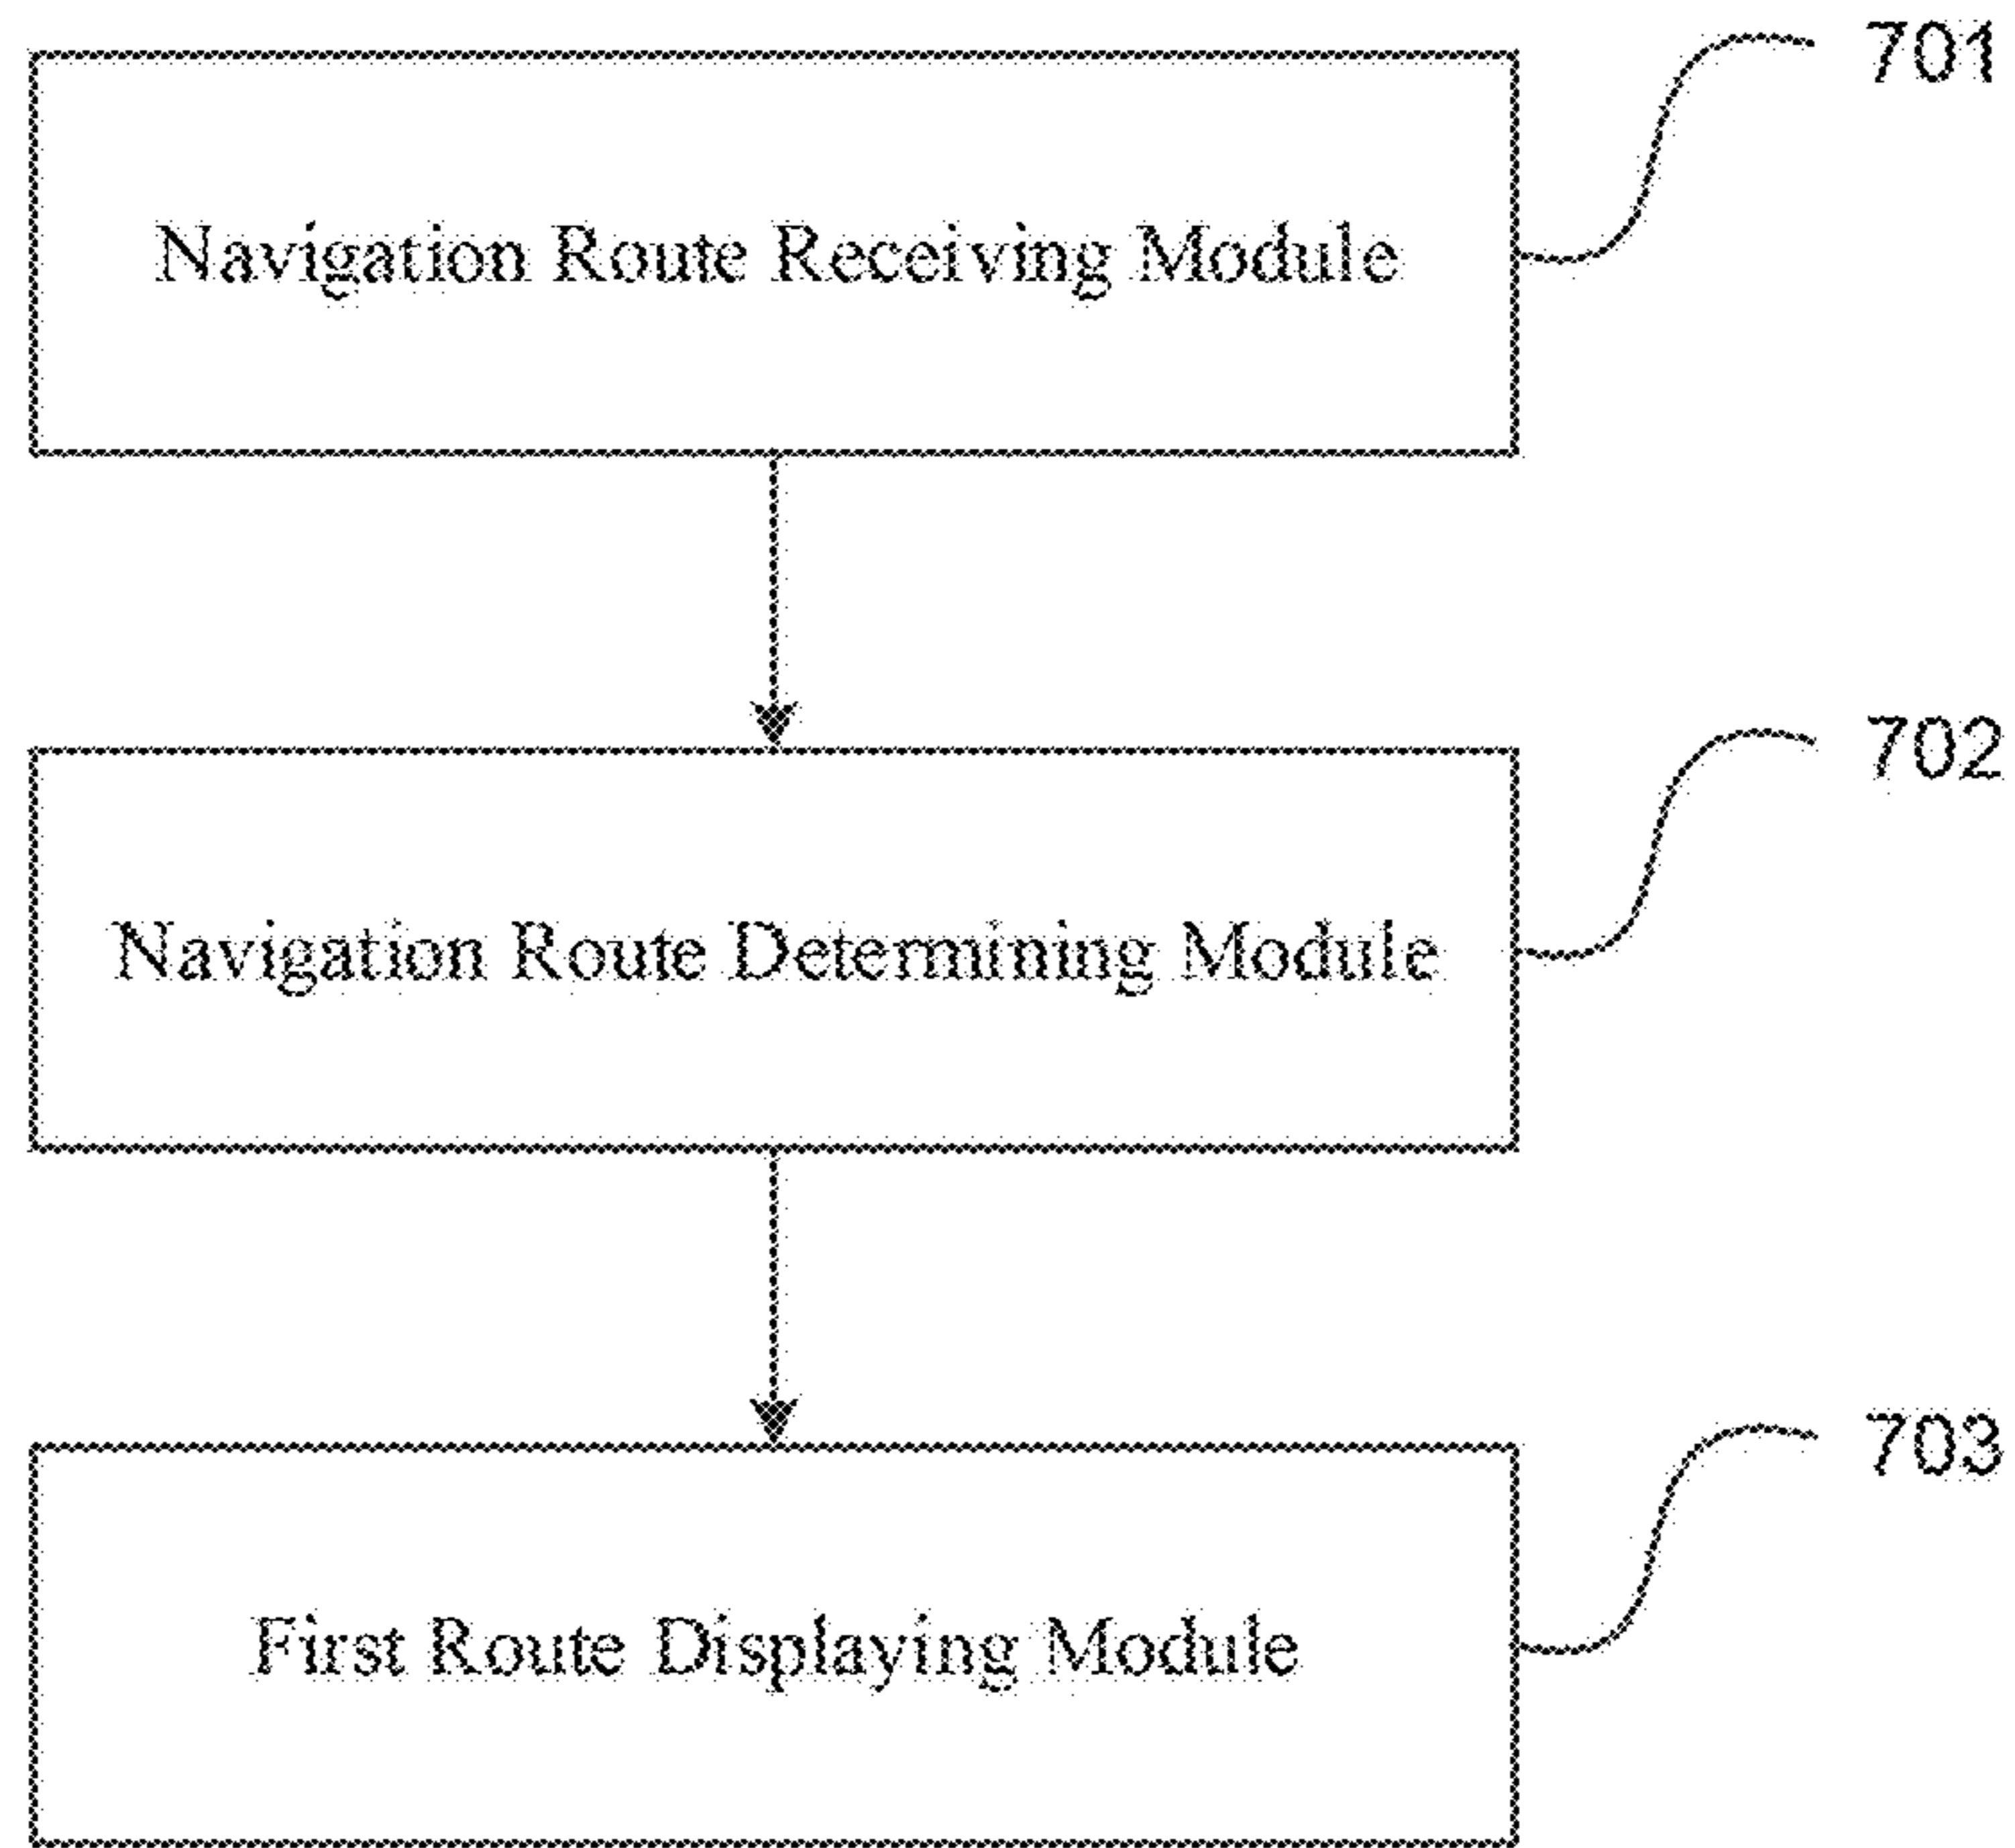 701
Navigation Route Receiving Module
702
Navigation Route Determining Module
703
First Route Displaying Module